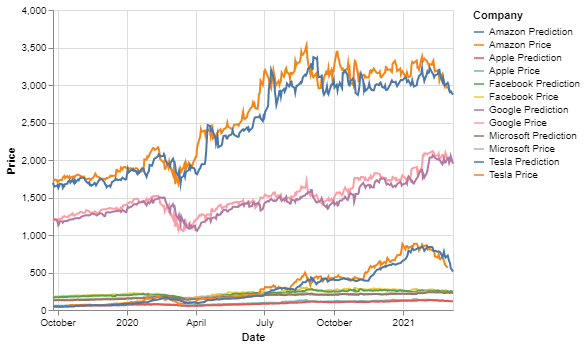 4,000
3,500
3,000
2,500
2,000
1,500
1,000
500
0
Price
October
2020
April
July
October
2021
Date
Company
Amazon Prediction
Amazon Price
Apple Prediction
Apple Price
Facebook Prediction
Facebook Price
Google Prediction
Google Price
Microsoft Prediction
Microsoft Price
Tesla Prediction
Tesla Price